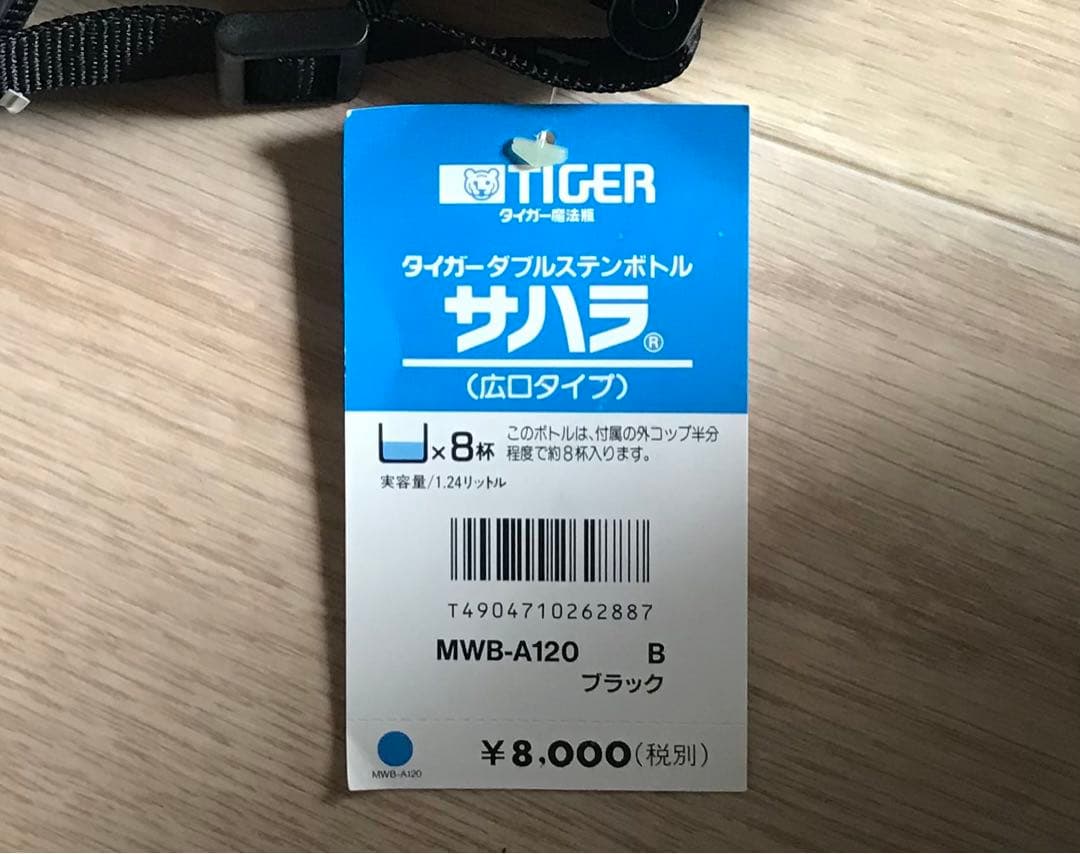 TIGER
タイガー魔法瓶
タイガーダブルステンボトル
サハラ®
(広口タイプ)
×8杯
このボトルは、付属の外コップ半分
程度で約8杯入ります。
実容量/1.24リットル
T4904710262887
MWB-A120 B
ブラック
¥8,000(税別)
MWB-A120